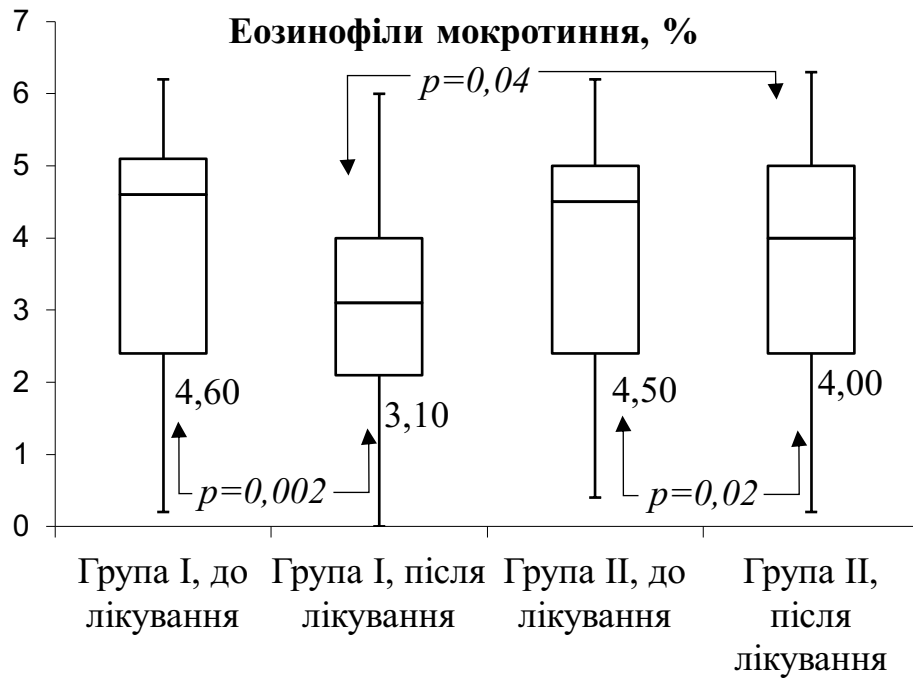 Еозинофіли мокротиння, %
7
6
5
4
3
2
1
0
p=0,04
4,60
3,10
4,50
4,00
p=0,002
p=0,02
Група I, до
лікування
Група I, після
лікування
Група II, до
лікування
Група II,
після
лікування